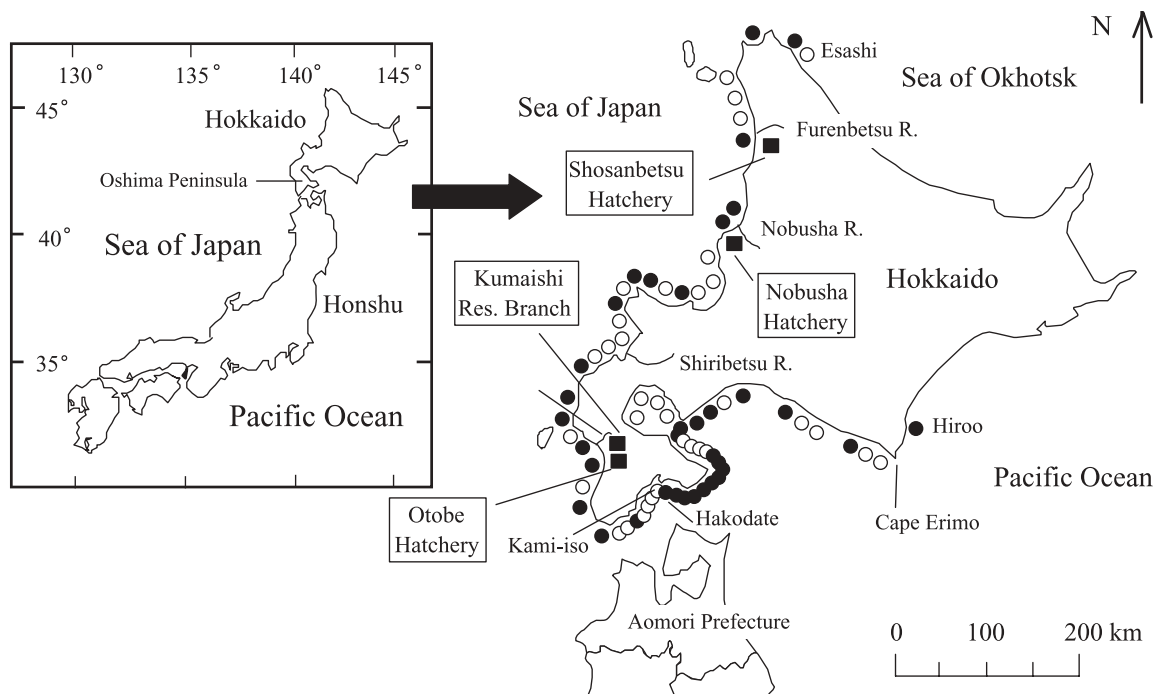 130˚
135˚
140˚
145˚
45˚
40˚
35˚
Hokkaido
Oshima Peninsula
Sea of Japan
Honshu
Pacific Ocean
N
Esashi
Sea of Okhotsk
Sea of Japan
Furenbetsu R.
Shosanbetsu
Hatchery
Nobusha R.
Kumaishi
Res. Branch
Nobusha
Hatchery
Hokkaido
Shiribetsu R.
Hiroo
Pacific Ocean
Otobe
Hatchery
Hakodate
Kami-iso
Cape Erimo
Aomori Prefecture
0 100 200 km